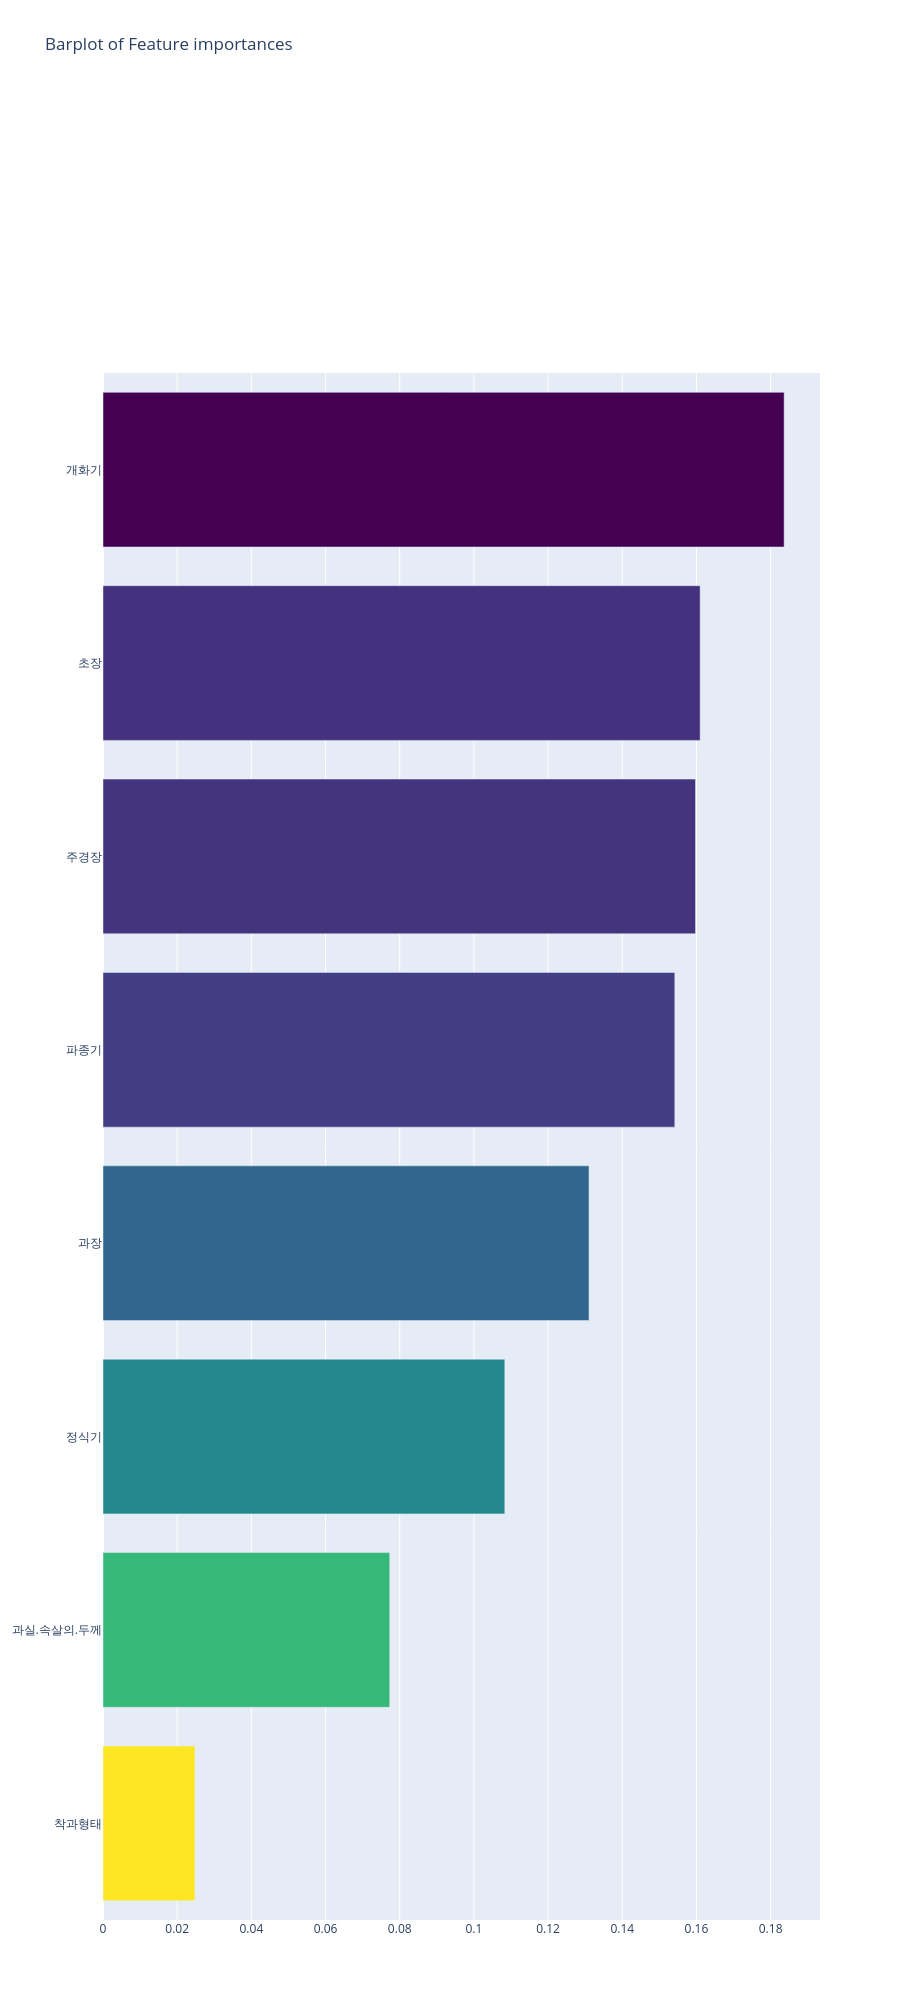 Barplot of Feature importances
개화기
초장
주경장
파종기
과장
정식기
과실.속살의.두께
착과형태
0 0.02 0.04 0.06 0.08 0.1 0.12 0.14 0.16 0.18